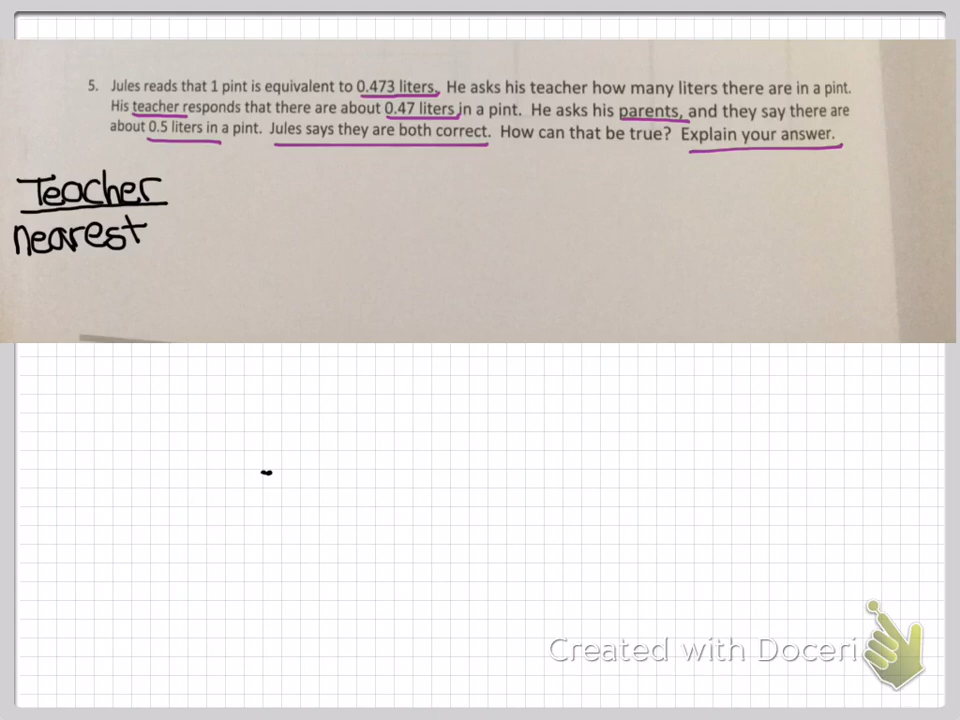 5. Jules reads that 1 pint is equivalent to 0.473 liters. He asks his teacher how many liters there are in a pint.
His teacher responds that there are about 0.47 liters in a pint. He asks his parents, and they say there are
about 0.5 liters in a pint. Jules says they are both correct. How can that be true? Explain your answer.
Teacher
nearest
Created with Doceri